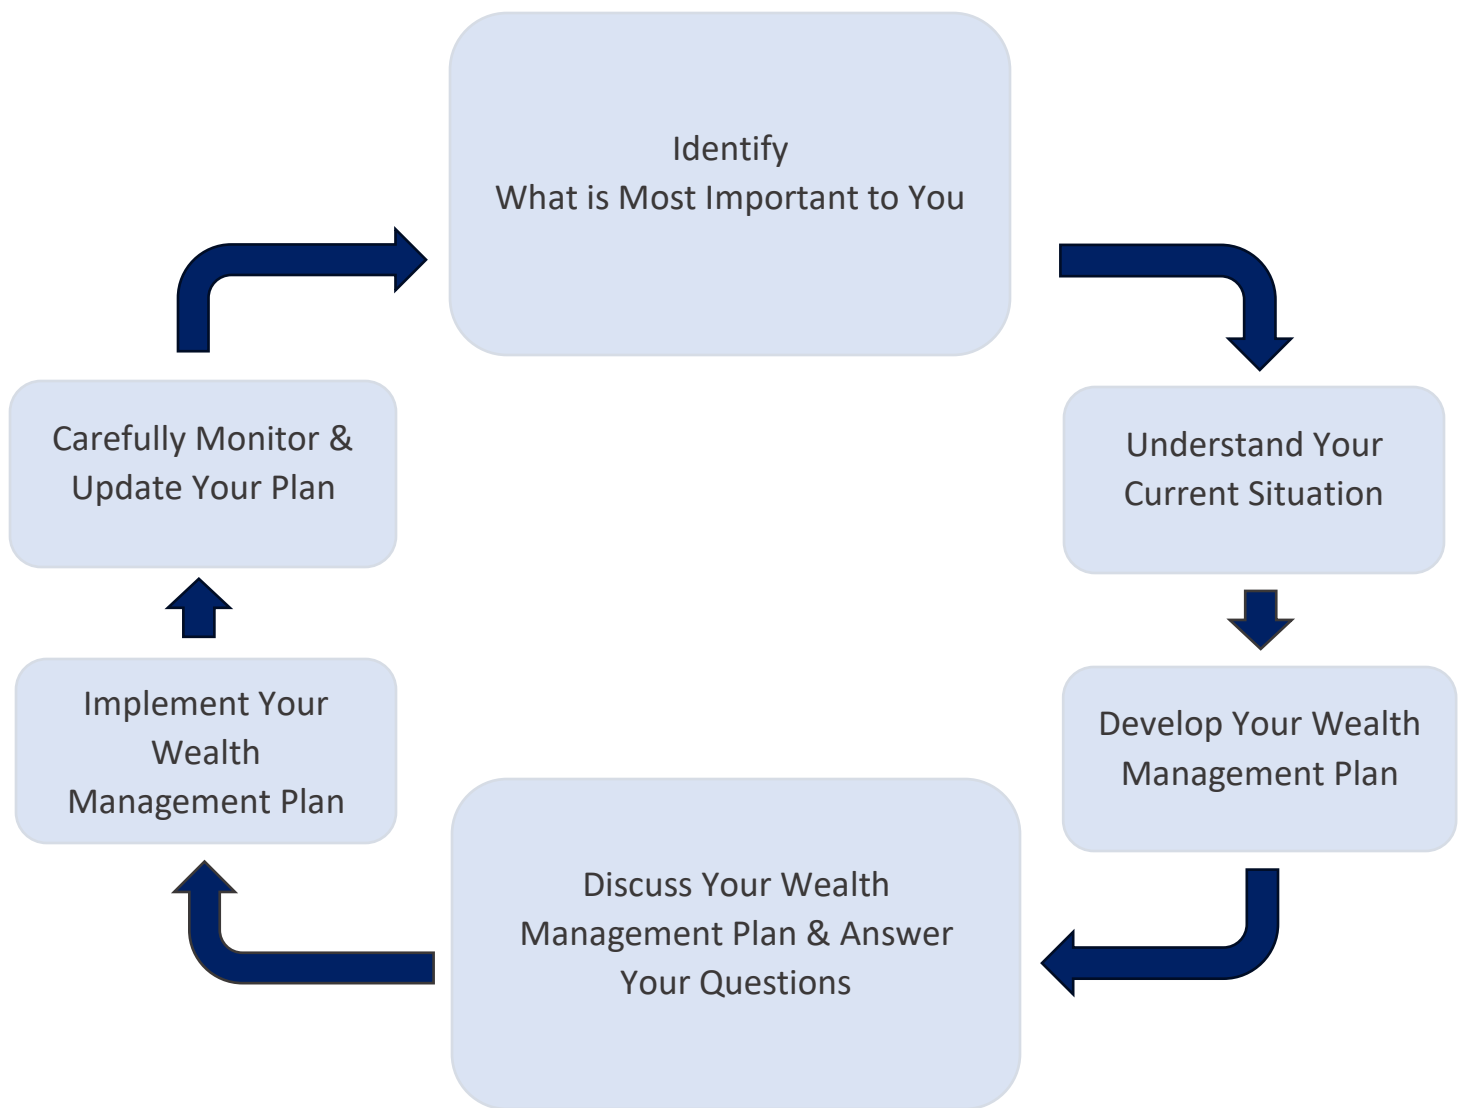 Identify
What is Most Important to You
Understand Your
Current Situation
Develop Your Wealth
Management Plan
Discuss Your Wealth
Management Plan & Answer
Your Questions
Implement Your
Wealth
Management Plan
Carefully Monitor &
Update Your Plan